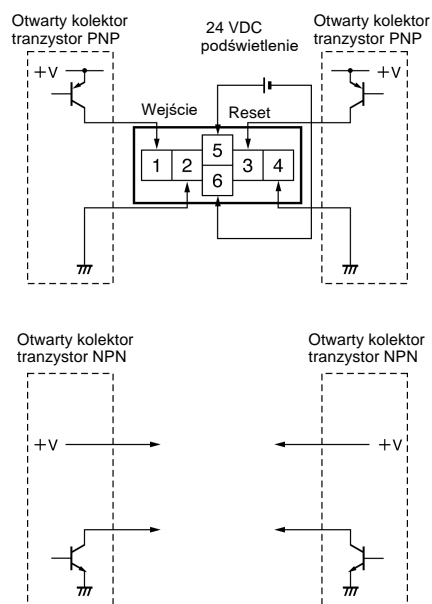 Otwarty kolektor
tranzystor PNP
24 VDC
podświetlenie
Otwarty kolektor
tranzystor PNP
+V
+V
Wejście
Reset
5
1 2 3 4
6
Otwarty kolektor
tranzystor NPN
Otwarty kolektor
tranzystor NPN
+V
+V